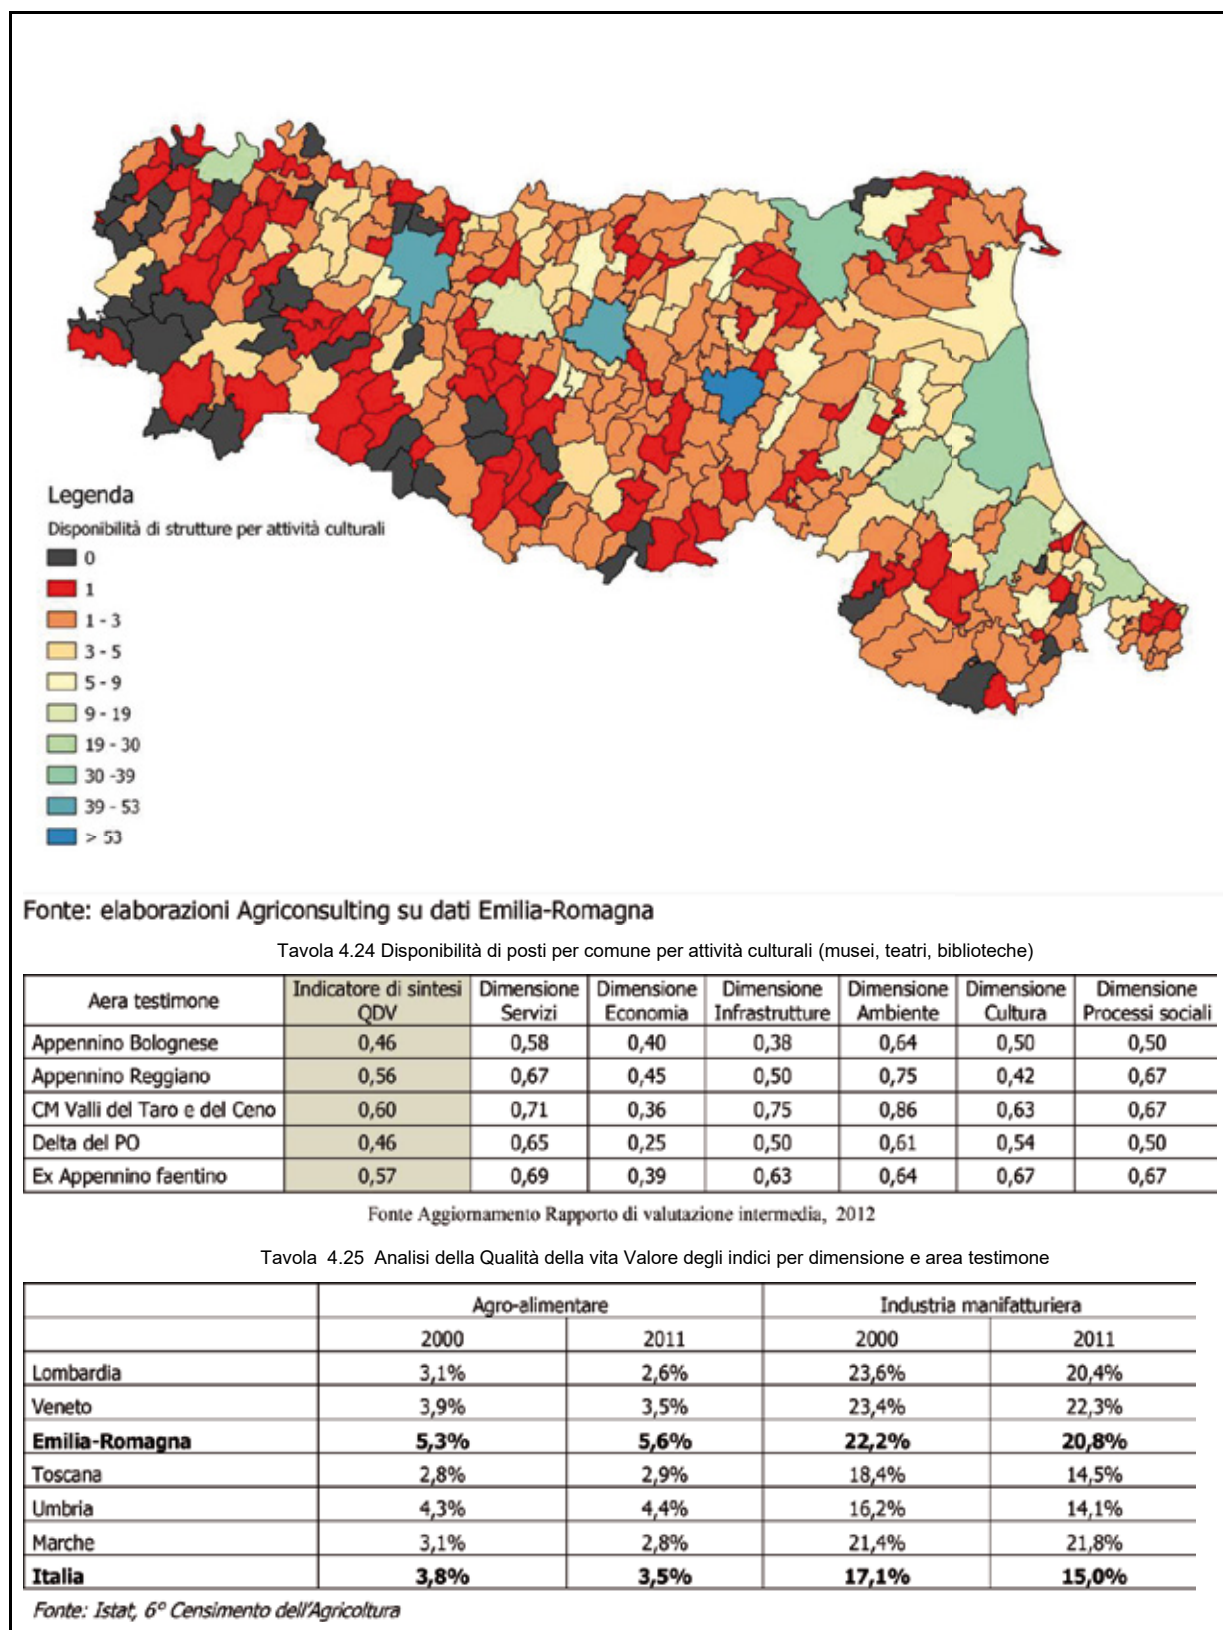 Legenda
Disponibilità di strutture per attività culturali
0
1
1 - 3
3 - 5
5 - 9
9 - 19
19 - 30
30 -39
39 - 53
> 53
Fonte: elaborazioni Agriconsulting su dati Emilia-Romagna
Tavola 4.24 Disponibilità di posti per comune per attività culturali (musei, teatri, biblioteche)
Aera testimone Indicatore di sintesi QDV Dimensione Servizi Dimensione Economia Dimensione Infrastrutture Dimensione Ambiente Dimensione Cultura Dimensione Processi sociali
Appennino Bolognese 0,46 0,58 0,40 0,38 0,64 0,50 0,50
Appennino Reggiano 0,56 0,67 0,45 0,50 0,75 0,42 0,67
CM Valli del Taro e del Ceno 0,60 0,71 0,36 0,75 0,86 0,63 0,67
Delta del PO 0,46 0,65 0,25 0,50 0,61 0,54 0,50
Ex Appennino faentino 0,57 0,69 0,39 0,63 0,64 0,67 0,67
Fonte Aggiornamento Rapporto di valutazione intermedia, 2012
Tavola 4.25 Analisi della Qualità della vita Valore degli indici per dimensione e area testimone
Agro-alimentare Industria manifatturiera
2000 2011 2000 2011
Lombardia 3,1% 2,6% 23,6% 20,4%
Veneto 3,9% 3,5% 23,4% 22,3%
Emilia-Romagna 5,3% 5,6% 22,2% 20,8%
Toscana 2,8% 2,9% 18,4% 14,5%
Umbria 4,3% 4,4% 16,2% 14,1%
Marche 3,1% 2,8% 21,4% 21,8%
Italia 3,8% 3,5% 17,1% 15,0%
Fonte: Istat, 6° Censimento dell'Agricoltura